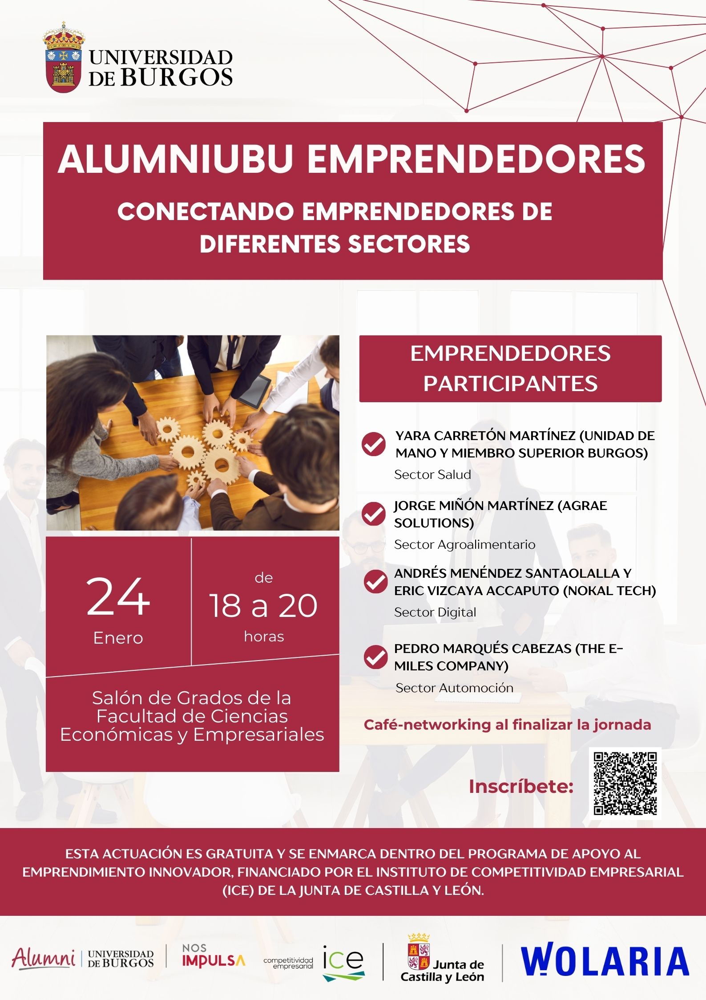 UNIVERSIDAD
DE BURGOS
ALUMNIUBU EMPRENDEDORES
CONECTANDO EMPRENDEDORES DE
DIFERENTES SECTORES
24
Enero
de
18 a 20
horas
Salón de Grados de la
Facultad de Ciencias
Económicas y Empresariales
EMPRENDEDORES
PARTICIPANTES
YARA CARRETÓN MARTÍNEZ (UNIDAD DE
MANO Y MIEMBRO SUPERIOR BURGOS)
Sector Salud
JORGE MIÑÓN MARTÍNEZ (AGRAE
SOLUTIONS)
Sector Agroalimentario
ANDRÉS MENÉNDEZ SANTAOLALLA Y
ERIC VIZCAYA ACCAPUTO (NOKAL TECH)
Sector Digital
PEDRO MARQUÉS CABEZAS (THE E-
MILES COMPANY)
Sector Automoción
Café-networking al finalizar la jornada
Inscríbete:
ESTA ACTUACIÓN ES GRATUITA Y SE ENMARCA DENTRO DEL PROGRAMA DE APOYO AL
EMPRENDIMIENTO INNOVADOR, FINANCIADO POR EL INSTITUTO DE COMPETITIVIDAD EMPRESARIAL
(ICE) DE LA JUNTA DE CASTILLA Y LEÓN.
Alumni
UNIVERSIDAD
DE BURGOS
NOS
IMPULSA
competitividad
empresarial
ice
Junta de
Castilla y León
WOLARIA